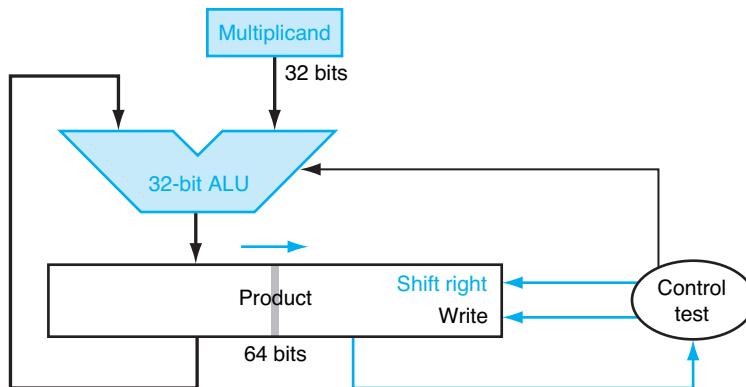 Multiplicand
32 bits
32-bit ALU
Product
Shift right
Write
Control
test
64 bits